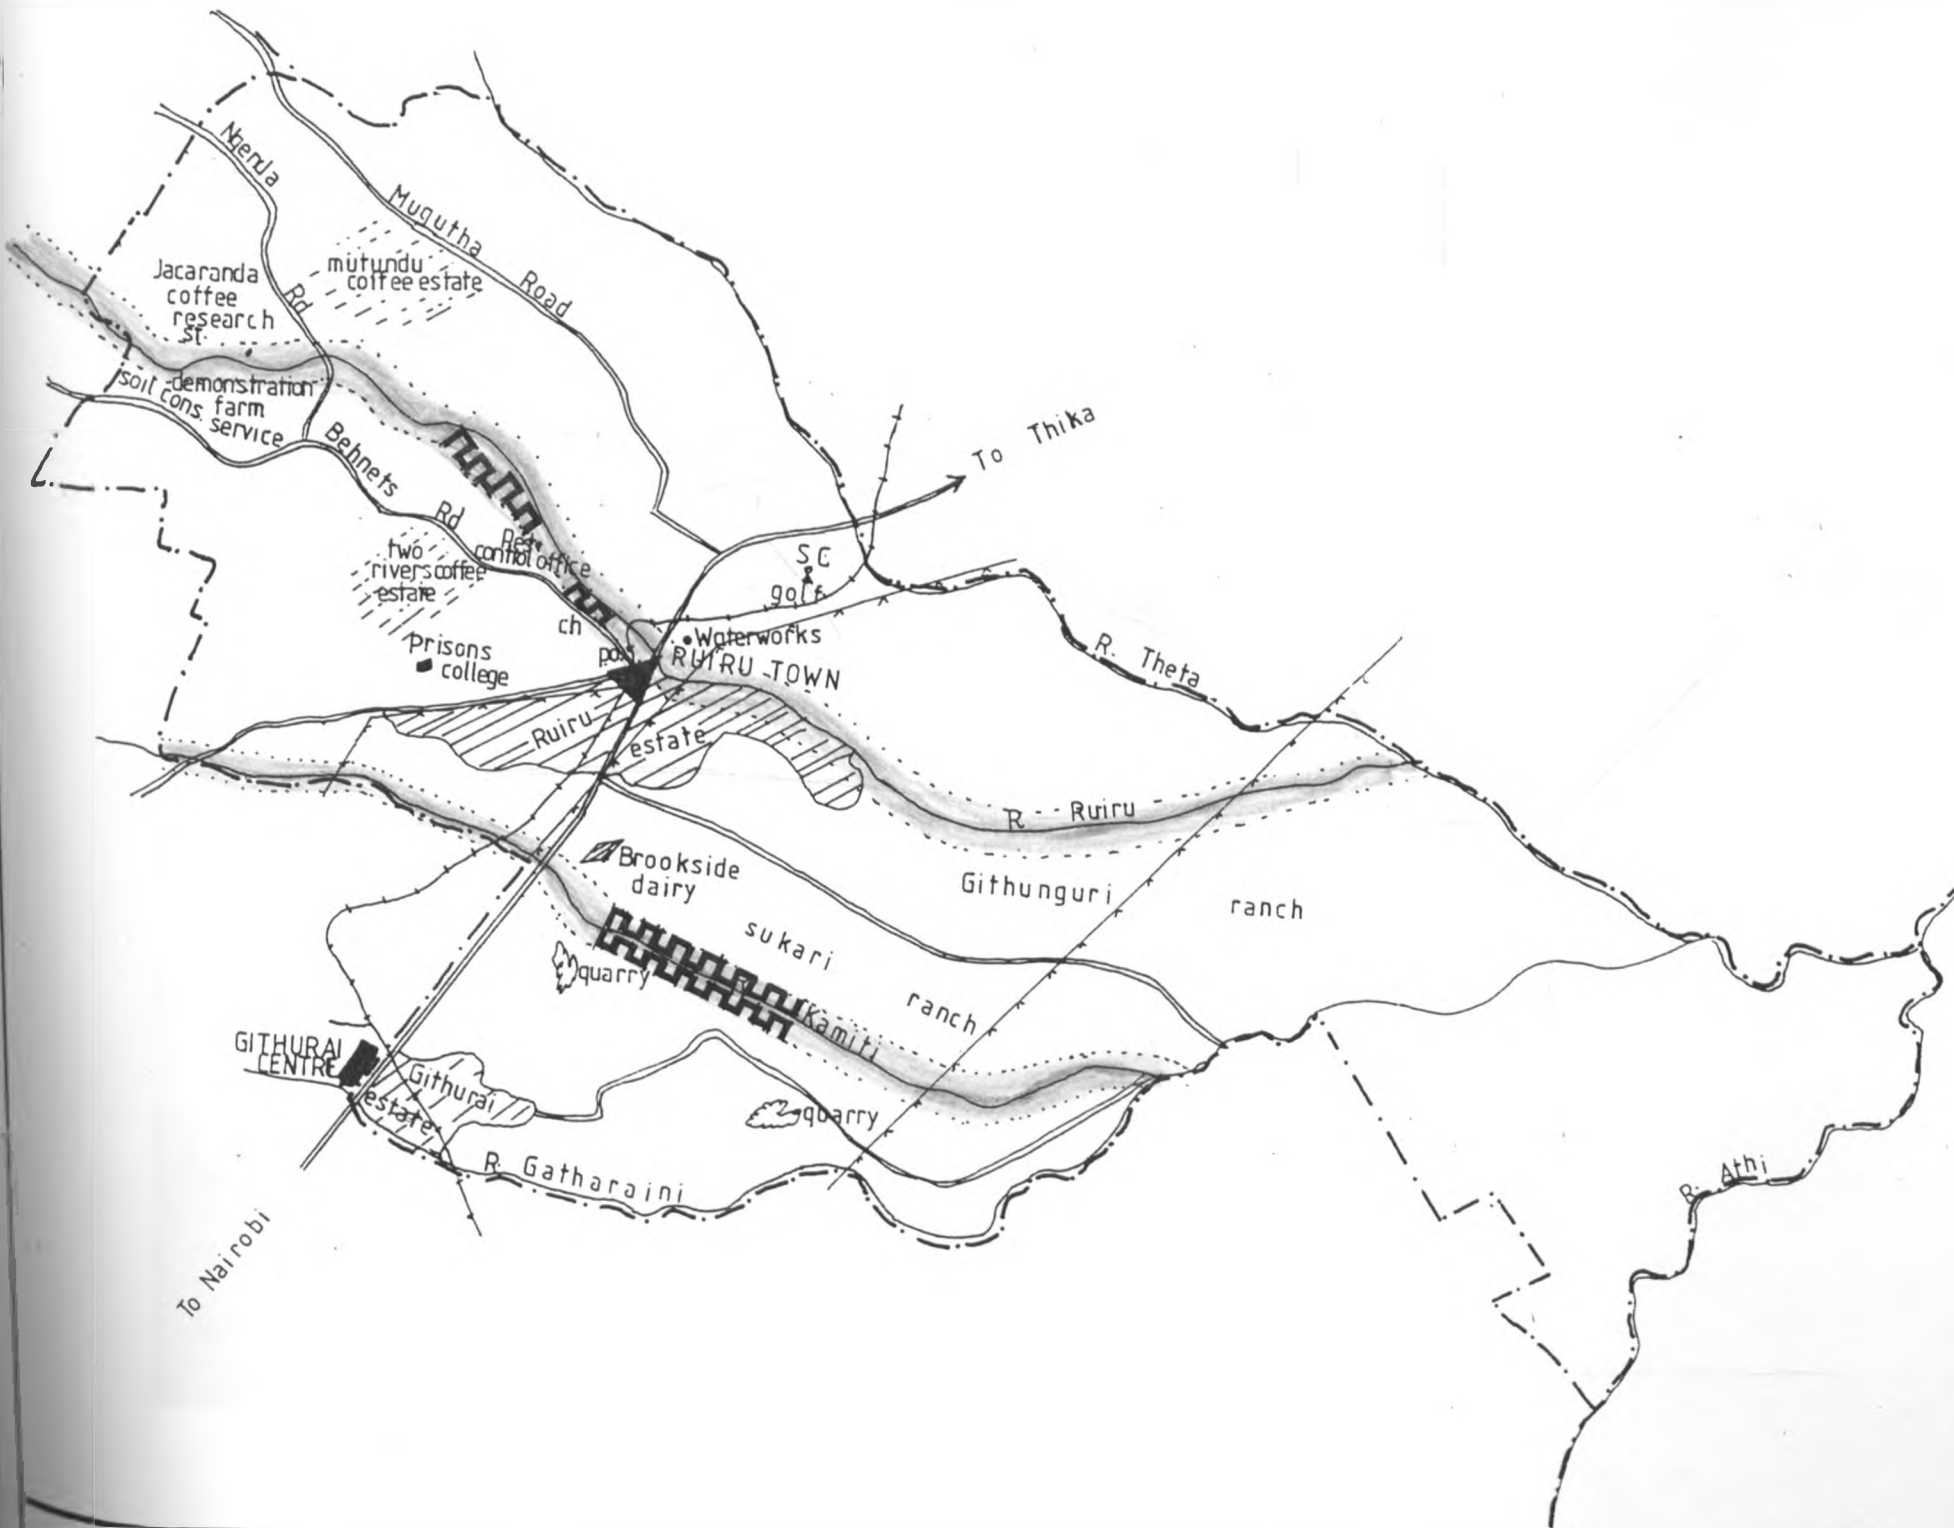 Ngenda
Rd
Mugutha
Road
Jacaranda
coffee
research
st.
mutundu
coffee estate
demonstration
farm
soil cons. service
Behnets
Rd
To Thika
control office
two
rivers coffee
estate
S C
golf
ch
Waterworks
prisons
college
RUIRU TOWN
R. Theta
Ruiru
estate
R Ruiru
Brookside
dairy
Githunguri
ranch
sukari
ranch
quarry
R. Kamiti
GITHURAI
CENTRE
Githurai
estate
quarry
R. Gatharaini
R. Athi
To Nairobi